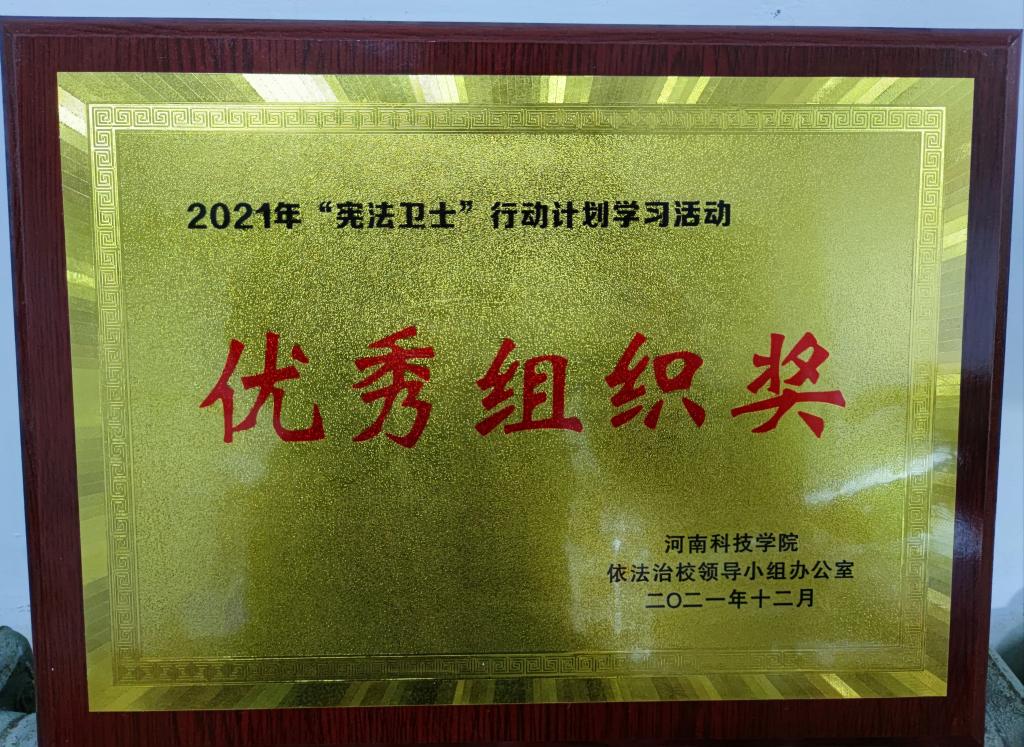 2021年“宪法卫士”行动计划学习活动
优秀组织奖
河南科技学院
依法治校领导小组办公室
二〇二一年十二月